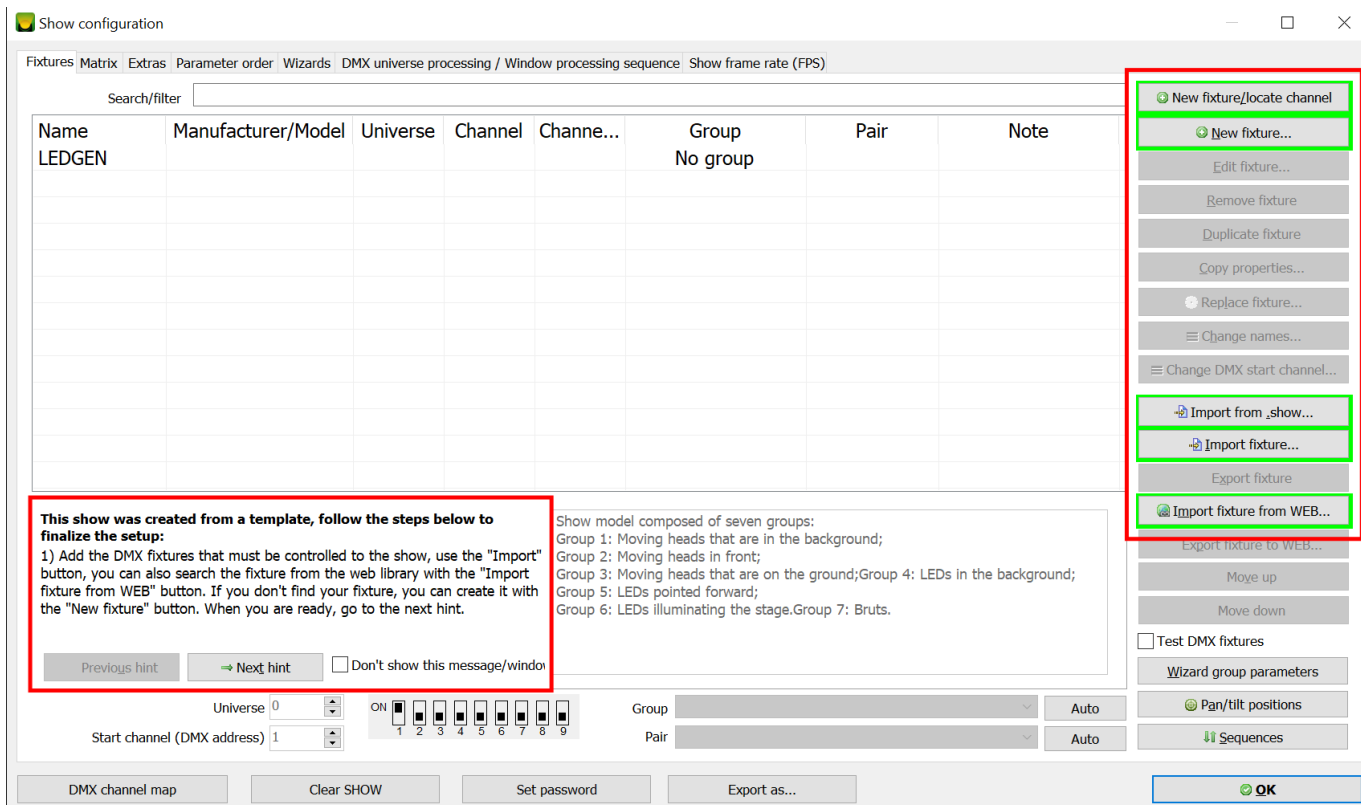 Show configuration
Fixtures Matrix Extras Parameter order Wizards DMX universe processing / Window processing sequence Show frame rate (FPS)
Search/filter
Name Manufacturer/Model Universe Channel Channe... Group Pair Note
LEDGEN No group
New fixture/locate channel
New fixture...
Edit fixture...
Remove fixture
Duplicate fixture
Copy properties...
Replace fixture...
Change names...
Change DMX start channel...
Import from .show...
Import fixture...
Export fixture
Import fixture from WEB...
Export fixture to WEB...
Move up
Move down
Test DMX fixtures
Wizard group parameters
Pan/tilt positions
Sequences
This show was created from a template, follow the steps below to
finalize the setup:
1) Add the DMX fixtures that must be controlled to the show, use the "Import"
button, you can also search the fixture from the web library with the "Import
fixture from WEB" button. If you don't find your fixture, you can create it with
the "New fixture" button. When you are ready, go to the next hint.
Previous hint Next hint Don't show this message/windo
Show model composed of seven groups:
Group 1: Moving heads that are in the background;
Group 2: Moving heads in front;
Group 3: Moving heads that are on the ground;Group 4: LEDs in the background;
Group 5: LEDs pointed forward;
Group 6: LEDs illuminating the stage.Group 7: Bruts.
Universe 0
Start channel (DMX address) 1
ON
1 2 3 4 5 6 7 8 9
Group Auto
Pair Auto
DMX channel map Clear SHOW Set password Export as... OK